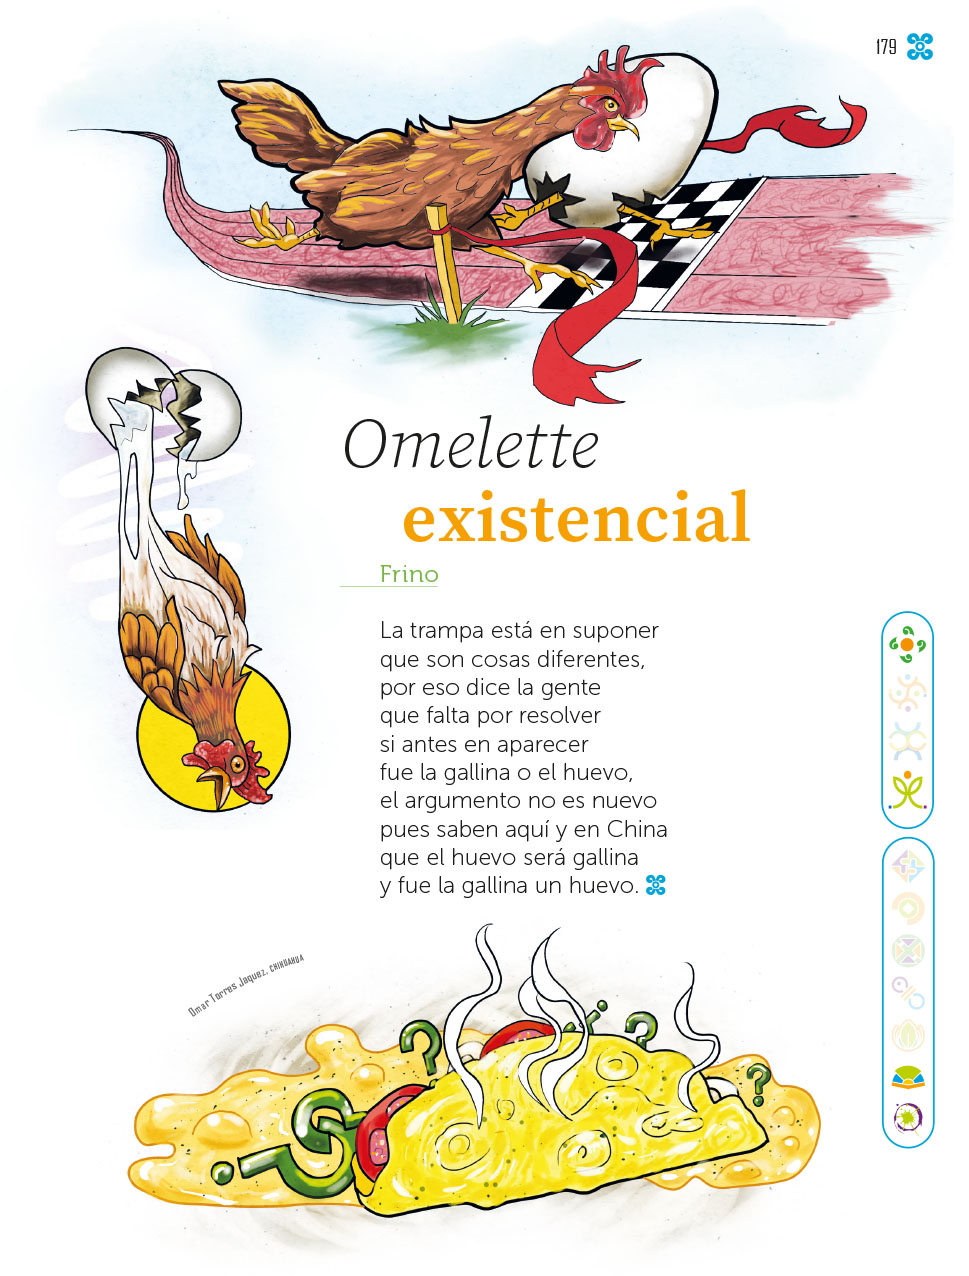 179
Omelette
existencial
Frino
La trampa está en suponer
que son cosas diferentes,
por eso dice la gente
que falta por resolver
si antes en aparecer
fue la gallina o el huevo,
el argumento no es nuevo
pues saben aquí y en China
que el huevo será gallina
y fue la gallina un huevo.
Omar Torres Jaquez, CHIHUAHUA